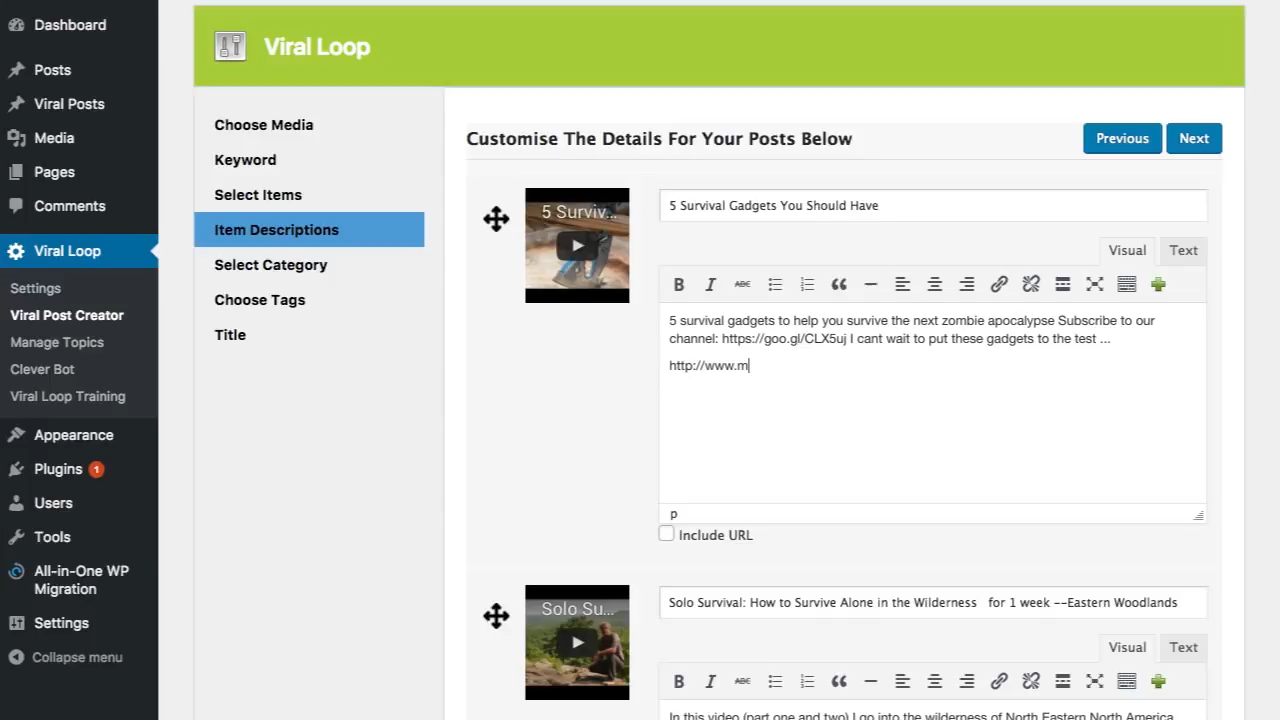 Dashboard
Posts
Viral Posts
Media
Pages
Comments
Viral Loop
Settings
Viral Post Creator
Manage Topics
Clever Bot
Viral Loop Training
Appearance
Plugins 1
Users
Tools
All-in-One WP
Migration
Settings
Collapse menu
Viral Loop
Choose Media
Keyword
Select Items
Item Descriptions
Select Category
Choose Tags
Title
Customise The Details For Your Posts Below
Previous Next
5 Surviv...
5 Survival Gadgets You Should Have
Visual Text
B I ABC
5 survival gadgets to help you survive the next zombie apocalypse Subscribe to our
channel: https://goo.gl/CLX5uj I cant wait to put these gadgets to the test ...
http://www.m
p
Include URL
Solo Su...
Solo Survival: How to Survive Alone in the Wilderness for 1 week --Eastern Woodlands
Visual Text
B I ABC
In this video (part one and two) I go into the wilderness of North Eastern North America